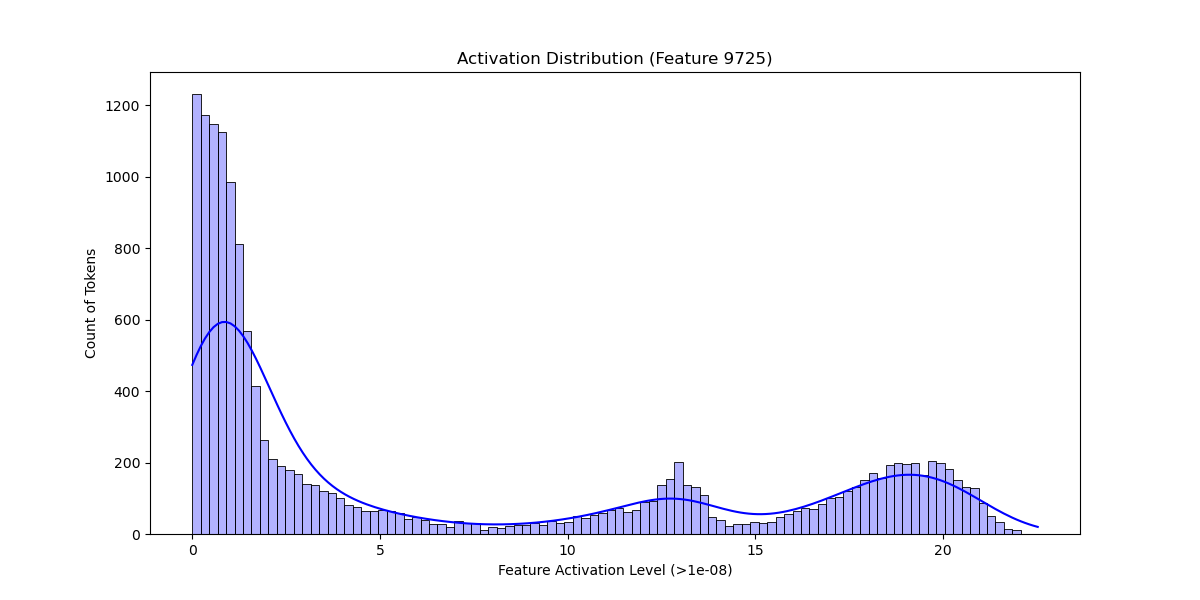 Activation Distribution (Feature 9725)
1200
1000
800
600
400
200
0
Count of Tokens
0 5 10 15 20
Feature Activation Level (>1e-08)